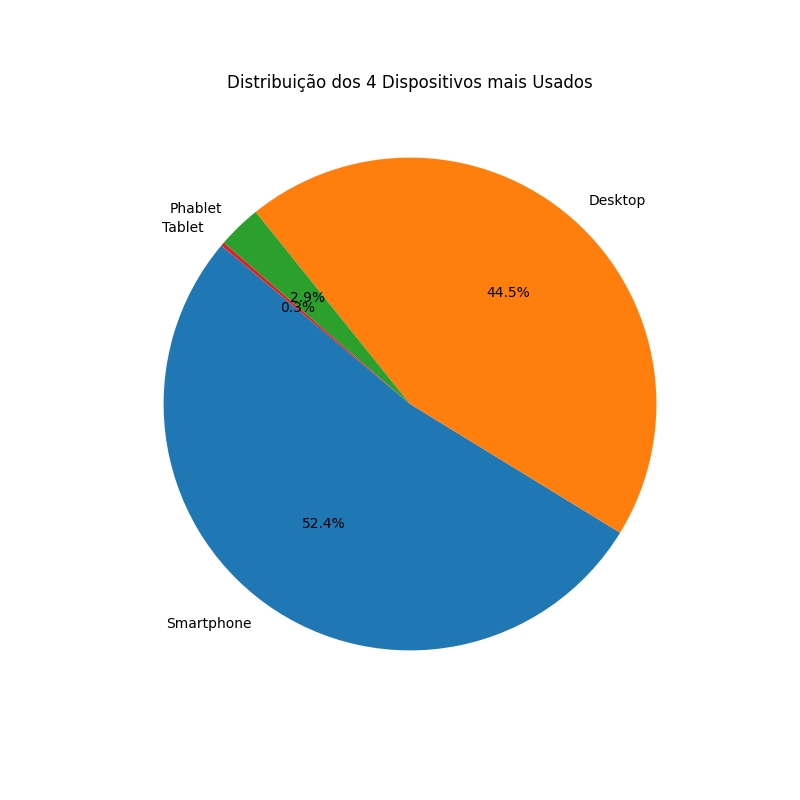 Distribuição dos 4 Dispositivos mais Usados
Desktop
Phablet
Tablet
44.5%
2.9%
0.3%
52.4%
Smartphone